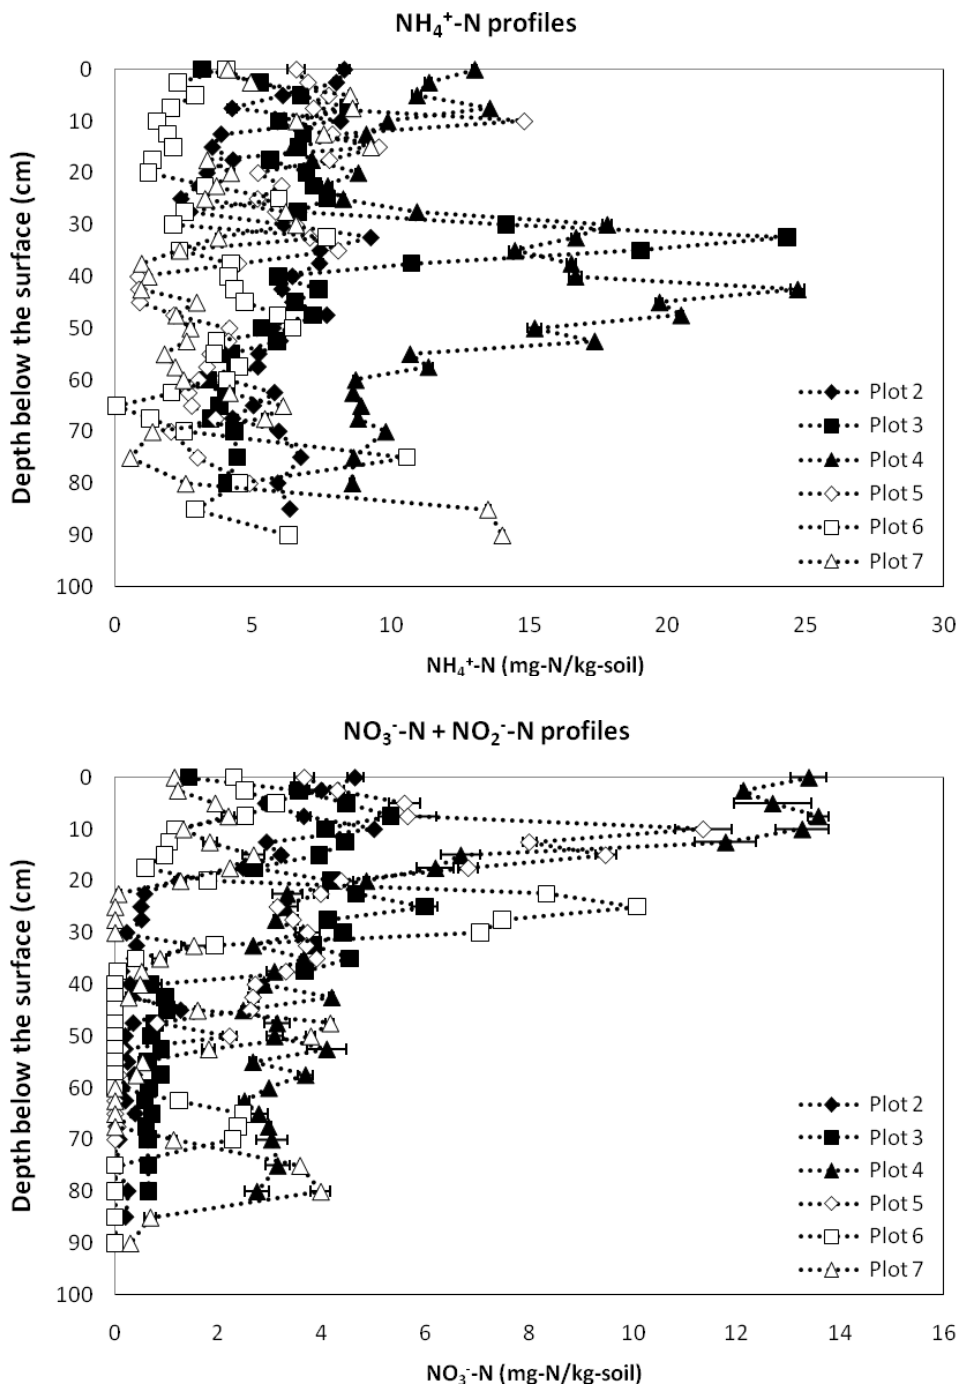 NH₄⁺-N profiles
Depth below the surface (cm)
0
10
20
30
40
50
60
70
80
90
100
Plot 2
Plot 3
Plot 4
Plot 5
Plot 6
Plot 7
0 5 10 15 20 25 30
NH₄⁺-N (mg-N/kg-soil)
NO₃⁻-N + NO₂⁻-N profiles
Depth below the surface (cm)
0
10
20
30
40
50
60
70
80
90
100
Plot 2
Plot 3
Plot 4
Plot 5
Plot 6
Plot 7
0 2 4 6 8 10 12 14 16
NO₃⁻-N (mg-N/kg-soil)